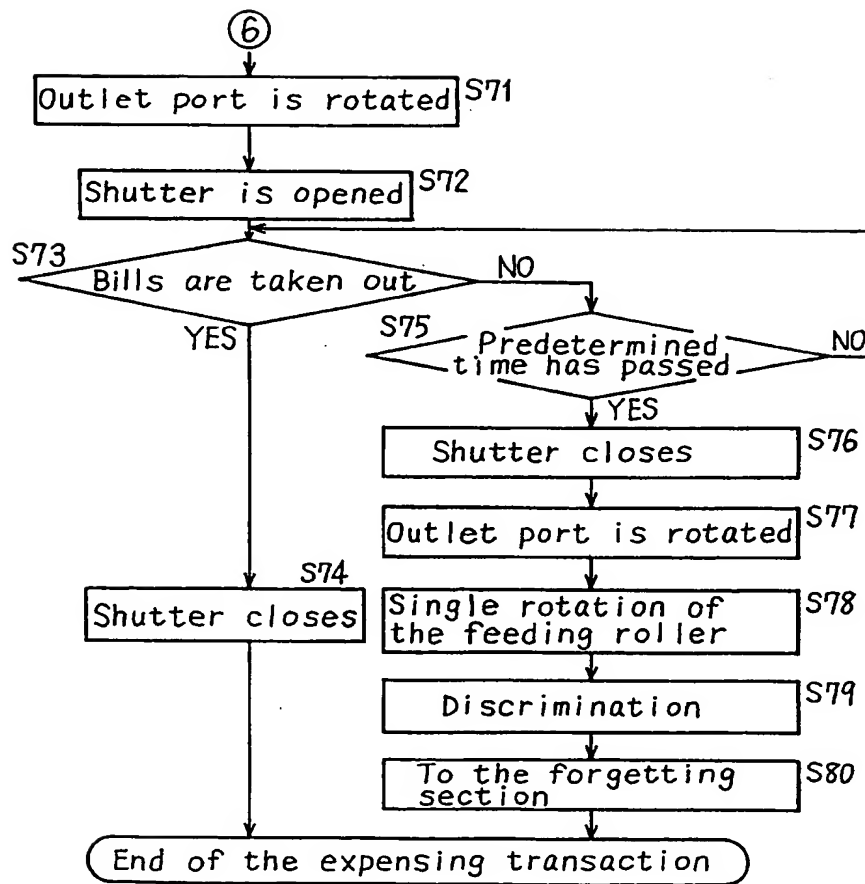 6
Outlet port is rotated S71
Shutter is opened S72
S73
Bills are taken out
NO
YES
S75
Predetermined
time has passed
NO
YES
Shutter closes S76
Outlet port is rotated S77
S74
Shutter closes
Single rotation of
the feeding roller
S78
Discrimination S79
To the forgetting
section
S80
End of the expensing transaction